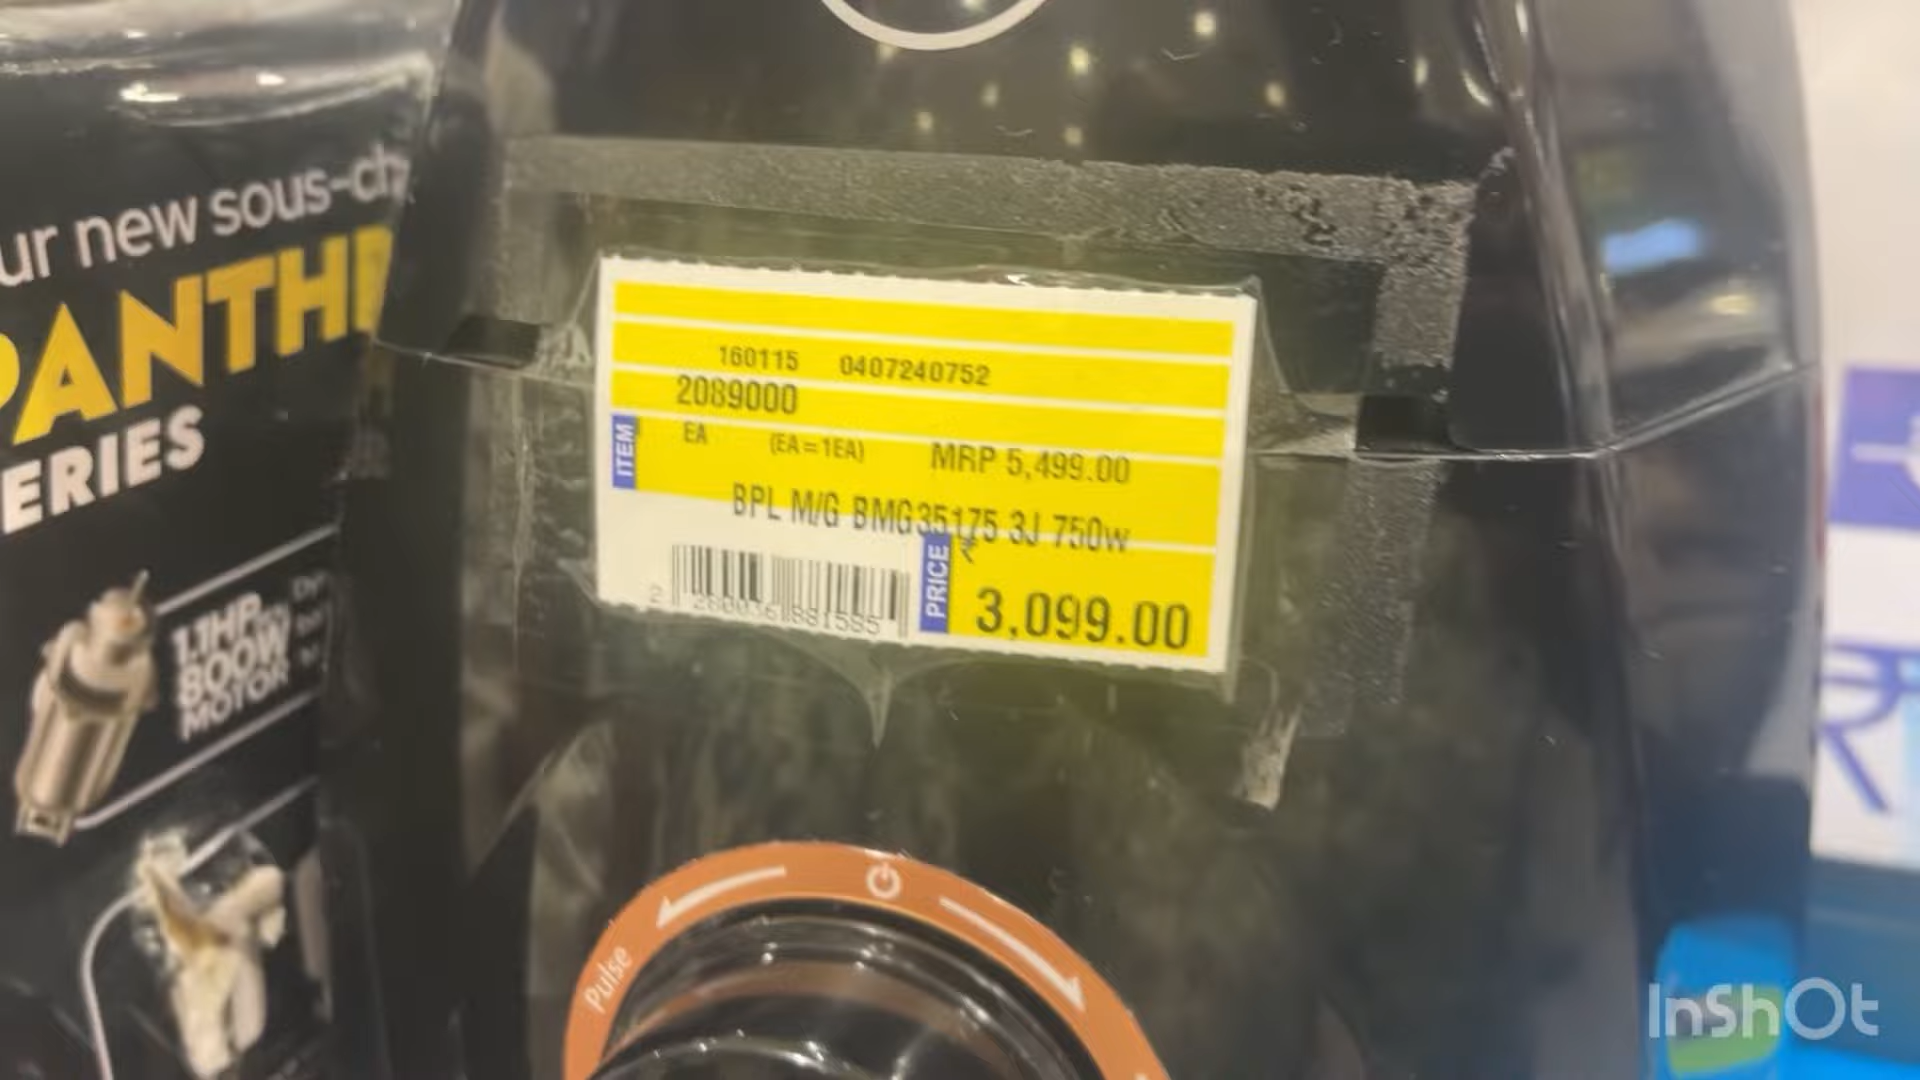 ur new sous-ch
PANTHE
ERIES
1.1HP
800W
MOTOR
160115 0407240752
2089000
ITEM
EA (EA=1EA) MRP 5,499.00
BPL M/G BMG35175 3J 750w
PRICE
₹
3,099.00
Pulse
₹
InShOt